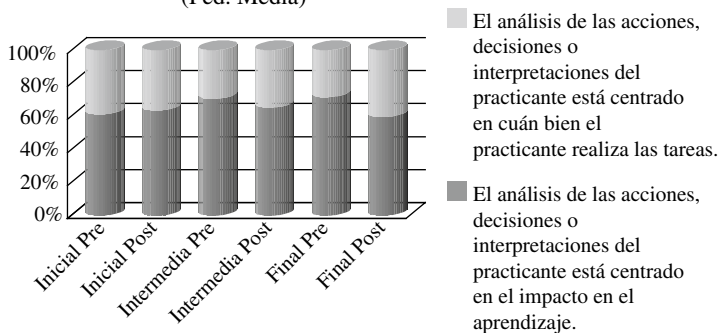 (Ped. Media)
100%
80%
60%
40%
20%
0%
Inicial Pre
Inicial Post
Intermedia Pre
Intermedia Post
Final Pre
Final Post
El análisis de las acciones,
decisiones o
interpretaciones del
practicante está centrado
en cuán bien el
practicante realiza las tareas.
El análisis de las acciones,
decisiones o
interpretaciones del
practicante está centrado
en el impacto en el
aprendizaje.